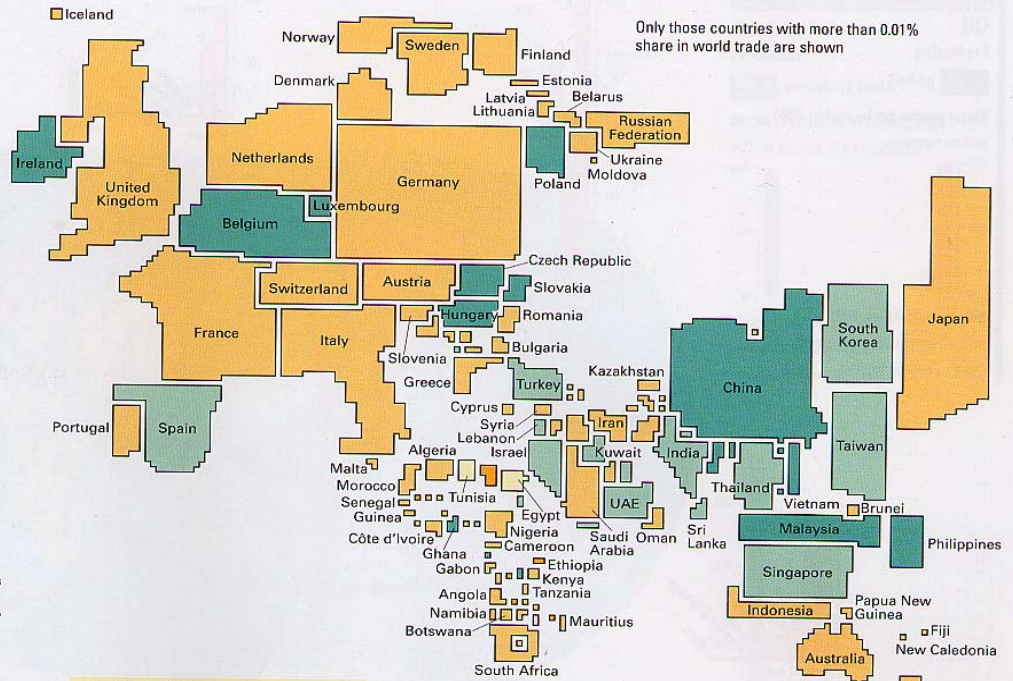 Iceland
Only those countries with more than 0.01%
share in world trade are shown
Norway
Sweden
Finland
Denmark
Estonia
Latvia
Belarus
Lithuania
Russian
Federation
Ireland
Netherlands
Ukraine
Moldova
Poland
Germany
United
Kingdom
Luxembourg
Belgium
Czech Republic
Switzerland
Austria
Slovakia
Hungary
Romania
France
Italy
Slovenia
Bulgaria
Greece
Turkey
Kazakhstan
China
South
Korea
Japan
Portugal
Spain
Cyprus
Syria
Lebanon
Iran
Israel
Kuwait
India
Taiwan
Algeria
Malta
Morocco
Tunisia
Egypt
UAE
Thailand
Vietnam
Brunei
Senegal
Guinea
Côte d'Ivoire
Ghana
Nigeria
Cameroon
Saudi
Arabia
Oman
Sri
Lanka
Malaysia
Philippines
Gabon
Ethiopia
Kenya
Tanzania
Singapore
Angola
Namibia
Botswana
Mauritius
Indonesia
Papua New
Guinea
Fiji
New Caledonia
South Africa
Australia